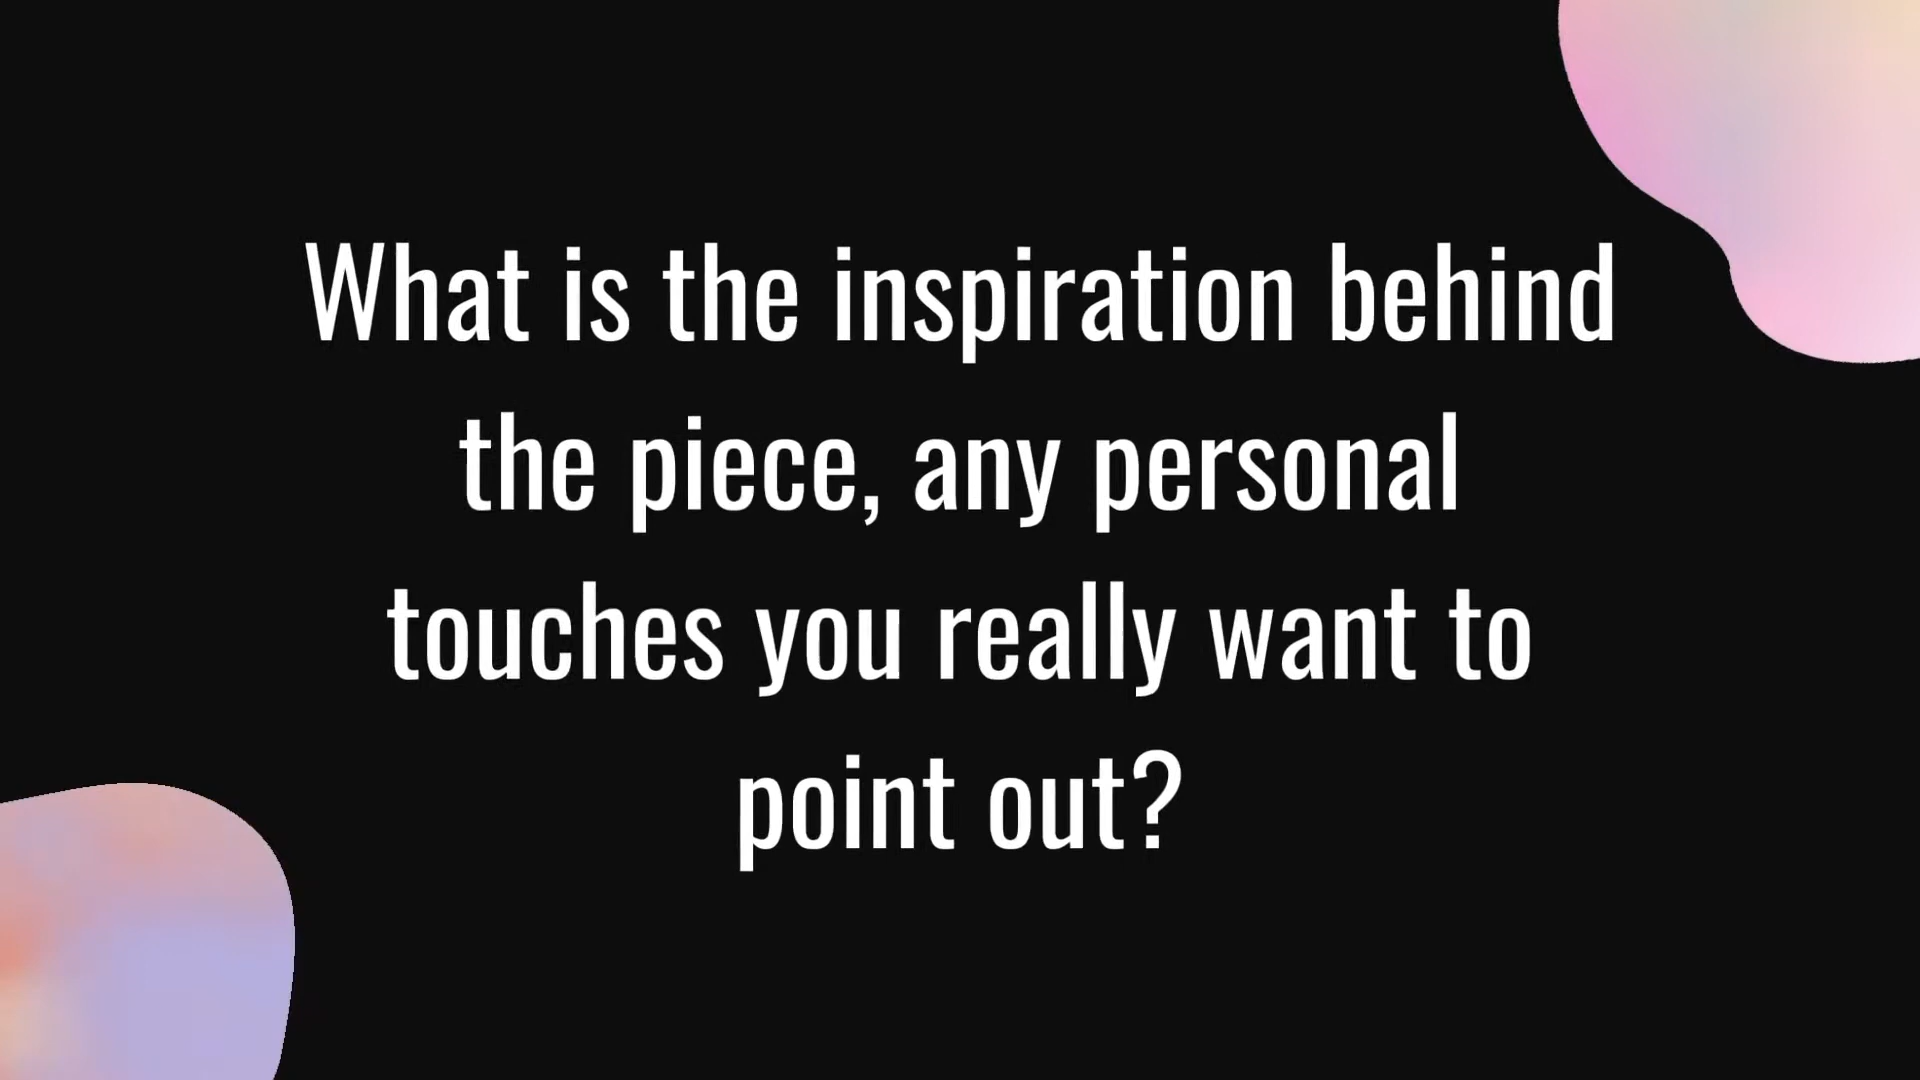 What is the inspiration behind
the piece, any personal
touches you really want to
point out?